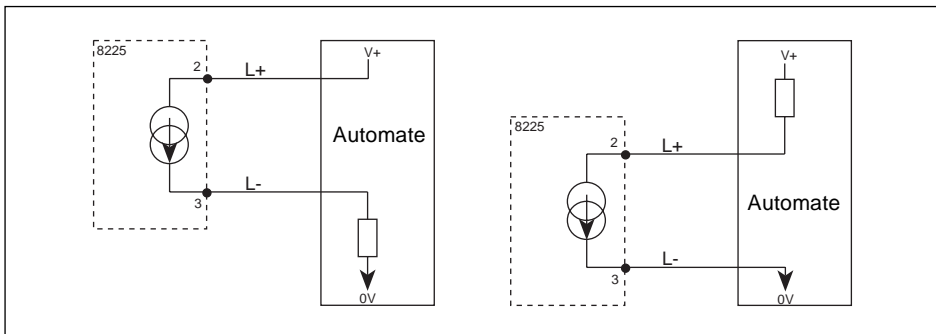 8225
2
L+
V+
Automate
L-
3
0V
8225
2
L+
V+
Automate
L-
3
0V